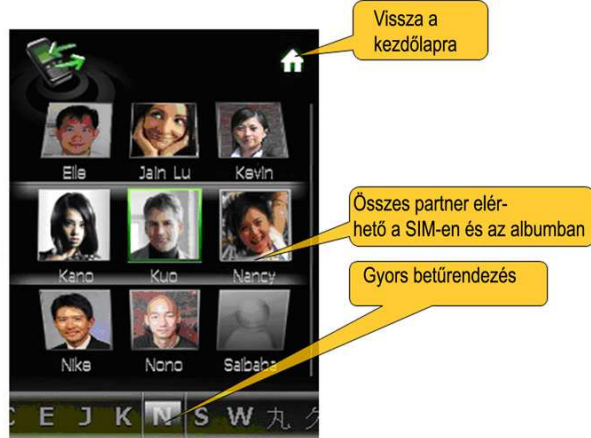 Vissza a
kezdőlapra
Elie
Jain Lu
Kevin
Összes partner elér-
hető a SIM-en és az albumban
Kano
Kuo
Nancy
Gyors betűrendezés
Nike
Nono
Saibaba
E J K N S W 丸